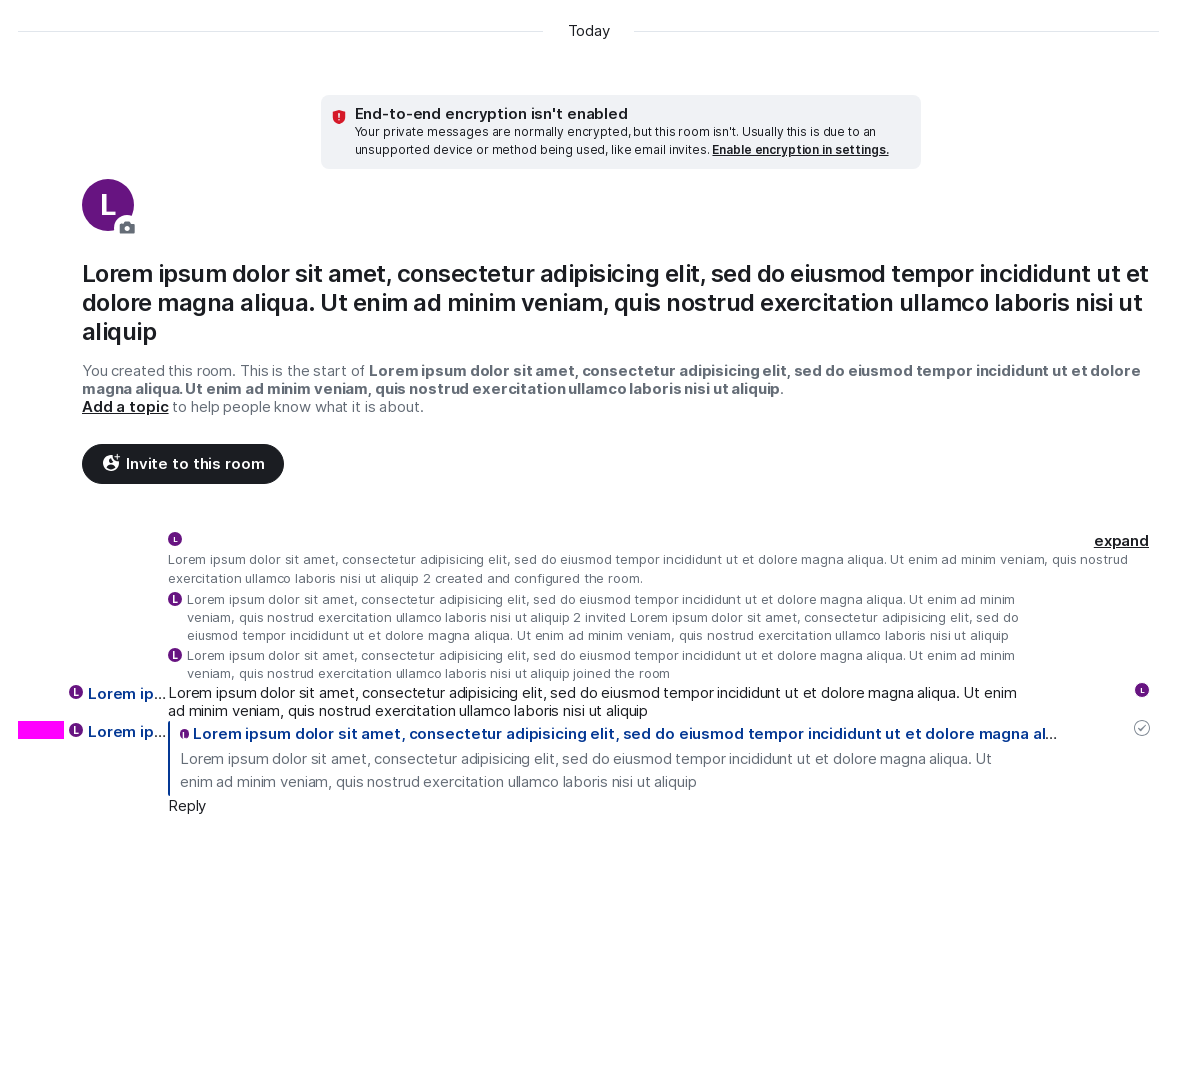 Today
End-to-end encryption isn't enabled
Your private messages are normally encrypted, but this room isn't. Usually this is due to an
unsupported device or method being used, like email invites. Enable encryption in settings.
L
Lorem ipsum dolor sit amet, consectetur adipisicing elit, sed do eiusmod tempor incididunt ut et
dolore magna aliqua. Ut enim ad minim veniam, quis nostrud exercitation ullamco laboris nisi ut
aliquip
You created this room. This is the start of Lorem ipsum dolor sit amet, consectetur adipisicing elit, sed do eiusmod tempor incididunt ut et dolore
magna aliqua. Ut enim ad minim veniam, quis nostrud exercitation ullamco laboris nisi ut aliquip.
Add a topic to help people know what it is about.
Invite to this room
L expand
Lorem ipsum dolor sit amet, consectetur adipisicing elit, sed do eiusmod tempor incididunt ut et dolore magna aliqua. Ut enim ad minim veniam, quis nostrud
exercitation ullamco laboris nisi ut aliquip 2 created and configured the room.
L Lorem ipsum dolor sit amet, consectetur adipisicing elit, sed do eiusmod tempor incididunt ut et dolore magna aliqua. Ut enim ad minim
veniam, quis nostrud exercitation ullamco laboris nisi ut aliquip 2 invited Lorem ipsum dolor sit amet, consectetur adipisicing elit, sed do
eiusmod tempor incididunt ut et dolore magna aliqua. Ut enim ad minim veniam, quis nostrud exercitation ullamco laboris nisi ut aliquip
L Lorem ipsum dolor sit amet, consectetur adipisicing elit, sed do eiusmod tempor incididunt ut et dolore magna aliqua. Ut enim ad minim
veniam, quis nostrud exercitation ullamco laboris nisi ut aliquip joined the room
L Lorem ip... Lorem ipsum dolor sit amet, consectetur adipisicing elit, sed do eiusmod tempor incididunt ut et dolore magna aliqua. Ut enim L
ad minim veniam, quis nostrud exercitation ullamco laboris nisi ut aliquip
L Lorem ip... L Lorem ipsum dolor sit amet, consectetur adipisicing elit, sed do eiusmod tempor incididunt ut et dolore magna al...
Lorem ipsum dolor sit amet, consectetur adipisicing elit, sed do eiusmod tempor incididunt ut et dolore magna aliqua. Ut
enim ad minim veniam, quis nostrud exercitation ullamco laboris nisi ut aliquip
Reply